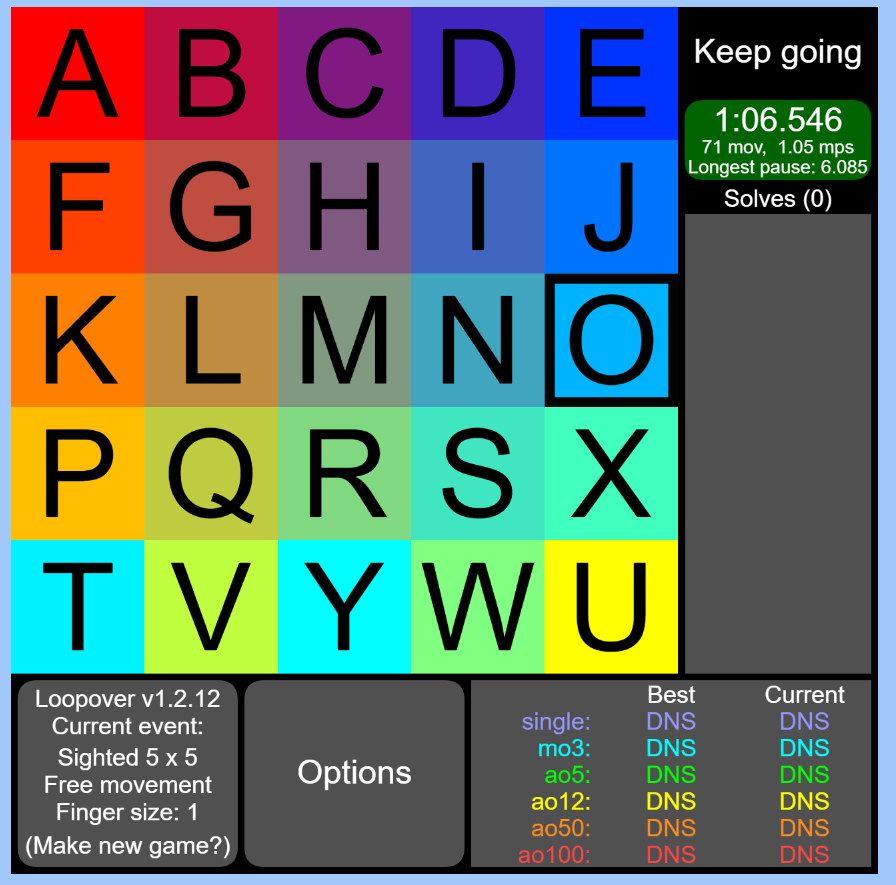 A B C D E
F G H I J
K L M N O
P Q R S X
T V Y W U
Keep going
1:06.546
71 mov, 1.05 mps
Longest pause: 6.085
Solves (0)
Loopover v1.2.12
Current event:
Sighted 5 x 5
Free movement
Finger size: 1
(Make new game?)
Options
Best Current
single: DNS DNS
mo3: DNS DNS
ao5: DNS DNS
ao12: DNS DNS
ao50: DNS DNS
ao100: DNS DNS